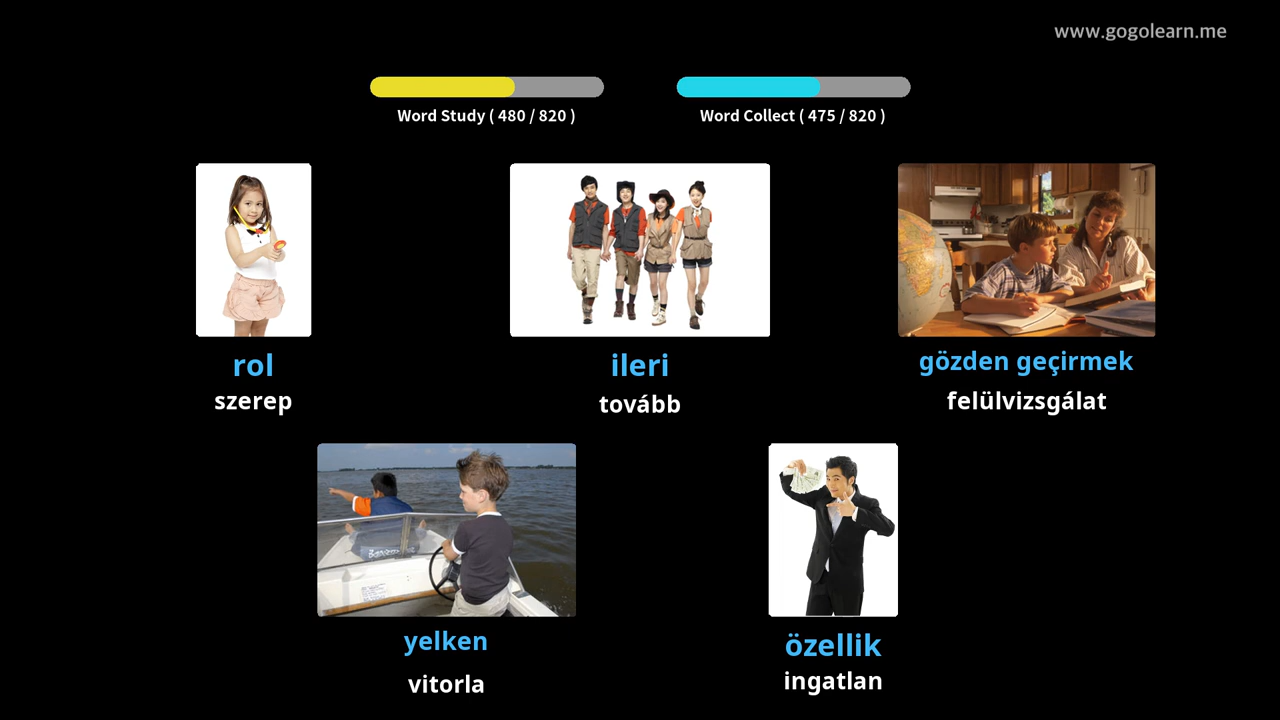 www.gogolearn.me
Word Study ( 480 / 820 )
Word Collect ( 475 / 820 )
rol
szerep
ileri
tovább
gözden geçirmek
felülvizsgálat
yelken
vitorla
özellik
ingatlan